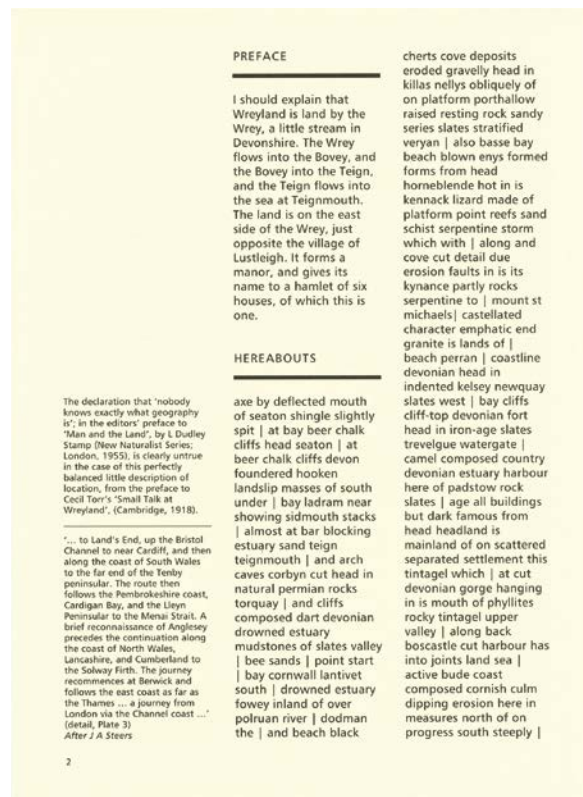 PREFACE
I should explain that
Wreyland is land by the
Wrey, a little stream in
Devonshire. The Wrey
flows into the Bovey, and
the Bovey into the Teign,
and the Teign flows into
the sea at Teignmouth.
The land is on the east
side of the Wrey, just
opposite the village of
Lustleigh. It forms a
manor, and gives its
name to a hamlet of six
houses, of which this is
one.
HEREABOUTS
axe by deflected mouth
of seaton shingle slightly
spit | at bay beer chalk
cliffs head seaton | at
beer chalk cliffs devon
foundered hooken
landslip masses of south
under | bay ladram near
showing sidmouth stacks
| almost at bar blocking
estuary sand teign
teignmouth | and arch
caves corbyn cut head in
natural permian rocks
torquay | and cliffs
composed dart devonian
drowned estuary
mudstones of slates valley
| bee sands | point start
| bay cornwall lantivet
south | drowned estuary
fowey inland of over
polruan river | dodman
the | and beach black
cherts cove deposits
eroded gravelly head in
killas nellys obliquely of
on platform porthallow
raised resting rock sandy
series slates stratified
veryan | also basse bay
beach blown enys formed
forms from head
horneblende hot in is
kennack lizard made of
platform point reefs sand
schist serpentine storm
which with | along and
cove cut detail due
erosion faults in is its
kynance partly rocks
serpentine to | mount st
michaels| castellated
character emphatic end
granite is lands of |
beach perran | coastline
devonian head in
indented kelsey newquay
slates west | bay cliffs
cliff-top devonian fort
head in iron-age slates
trevelgue watergate |
camel composed country
devonian estuary harbour
here of padstow rock
slates | age all buildings
but dark famous from
head headland is
mainland of on scattered
separated settlement this
tintagel which | at cut
devonian gorge hanging
in is mouth of phyllites
rocky tintagel upper
valley | along back
boscastle cut harbour has
into joints land sea |
active bude coast
composed cornish culm
dipping erosion here in
measures north of on
progress south steeply |
The declaration that 'nobody
knows exactly what geography
is'; in the editors' preface to
'Man and the Land', by L Dudley
Stamp (New Naturalist Series;
London, 1955), is clearly untrue
in the case of this perfectly
balanced little description of
location, from the preface to
Cecil Torr's 'Small Talk at
Wreyland', (Cambridge, 1918).
'... to Land's End, up the Bristol
Channel to near Cardiff, and then
along the coast of South Wales
to the far end of the Tenby
peninsular. The route then
follows the Pembrokeshire coast,
Cardigan Bay, and the Lleyn
Peninsular to the Menai Strait. A
brief reconnaissance of Anglesey
precedes the continuation along
the coast of North Wales,
Lancashire, and Cumberland to
the Solway Firth. The journey
recommences at Berwick and
follows the east coast as far as
the Thames ... a journey from
London via the Channel coast ...'
(detail, Plate 3)
After J A Steers
2